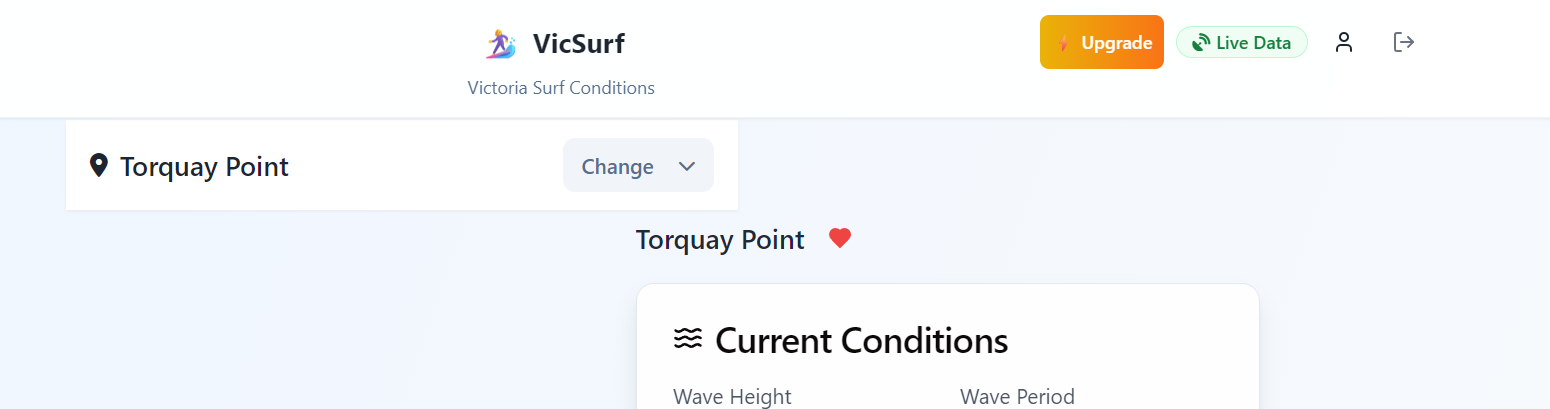 VicSurf
Victoria Surf Conditions
Upgrade
Live Data
Torquay Point
Change
Torquay Point
Current Conditions
Wave Height
Wave Period